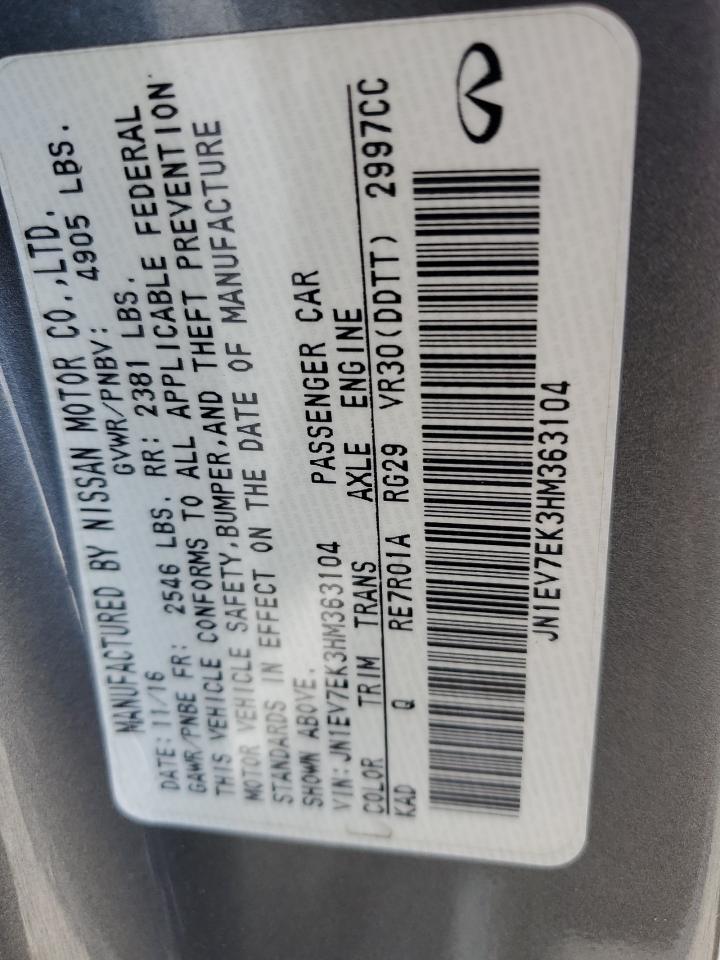 MANUFACTURED BY NISSAN MOTOR CO.,LTD.
DATE: 11/16 GVWR/PNBV: 4905 LBS.
GAWR/PNBE FR: 2546 LBS. RR: 2381 LBS.
THIS VEHICLE CONFORMS TO ALL APPLICABLE FEDERAL
MOTOR VEHICLE SAFETY,BUMPER,AND THEFT PREVENTION
STANDARDS IN EFFECT ON THE DATE OF MANUFACTURE
SHOWN ABOVE.
VIN:JN1EV7EK3HM363104 PASSENGER CAR
COLOR TRIM TRANS AXLE ENGINE
KAD Q RE7R01A RG29 VR30(DDTT) 2997CC
JN1EV7EK3HM363104